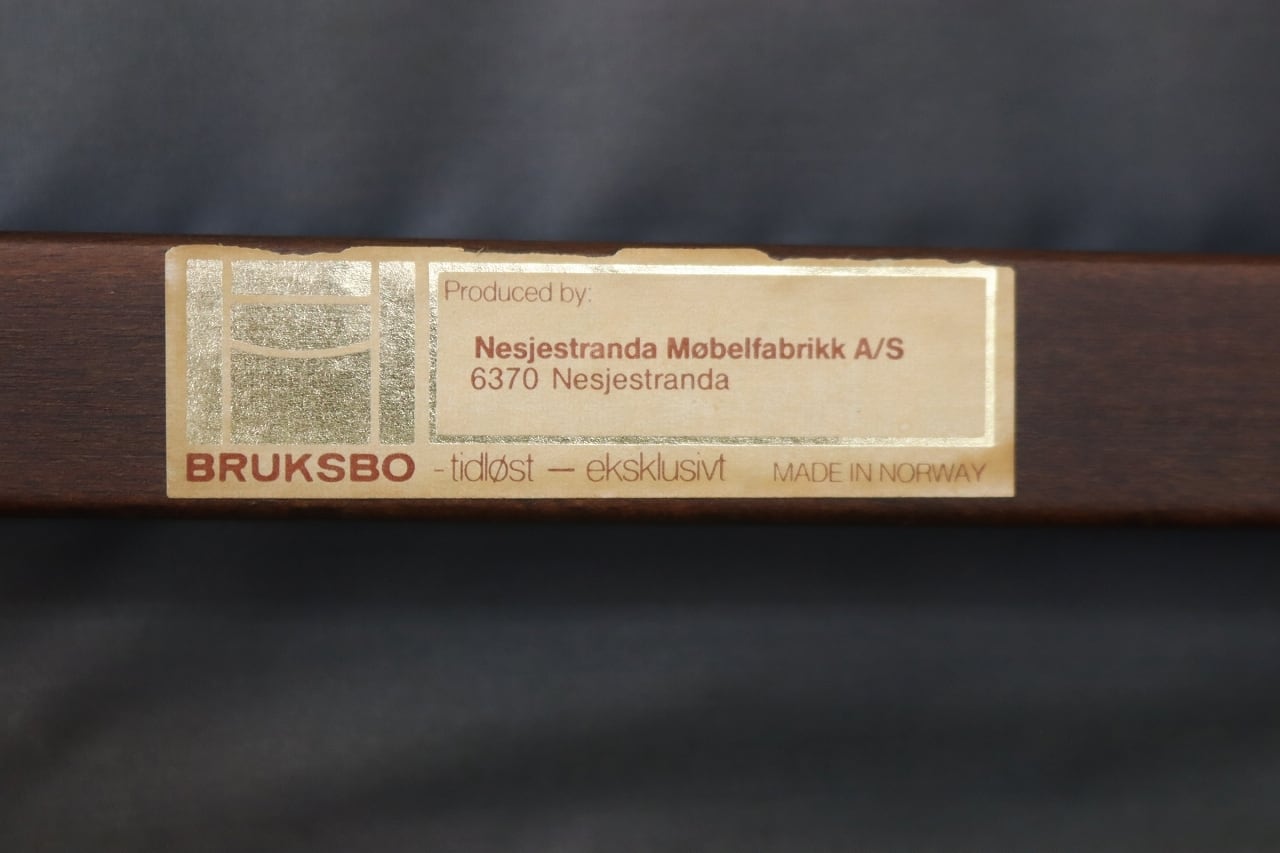 Produced by:
Nesjestranda Møbelfabrikk A/S
6370 Nesjestranda
BRUKSBO - tidløst — eksklusivt MADE IN NORWAY